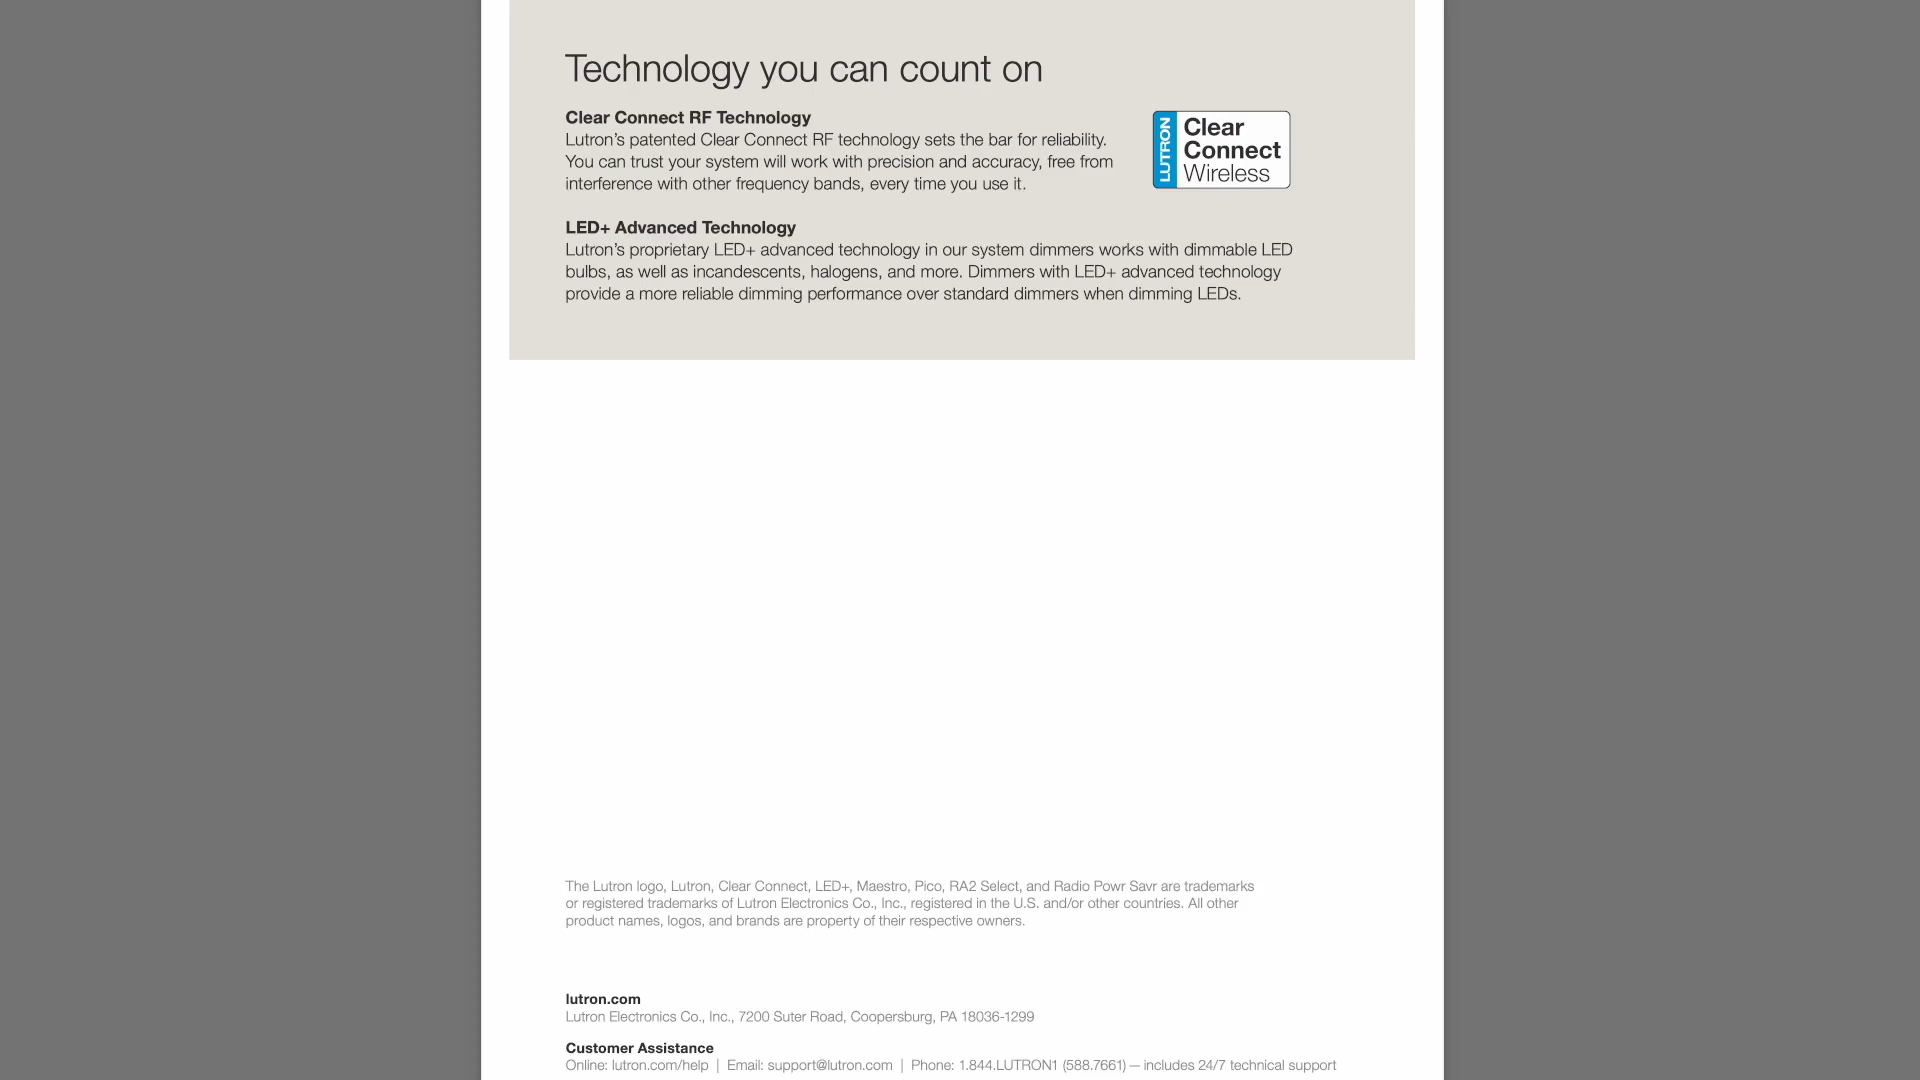 Technology you can count on
Clear Connect RF Technology
Lutron's patented Clear Connect RF technology sets the bar for reliability.
You can trust your system will work with precision and accuracy, free from
interference with other frequency bands, every time you use it.
LUTRON
Clear
Connect
Wireless
LED+ Advanced Technology
Lutron's proprietary LED+ advanced technology in our system dimmers works with dimmable LED
bulbs, as well as incandescents, halogens, and more. Dimmers with LED+ advanced technology
provide a more reliable dimming performance over standard dimmers when dimming LEDs.
The Lutron logo, Lutron, Clear Connect, LED+, Maestro, Pico, RA2 Select, and Radio Powr Savr are trademarks
or registered trademarks of Lutron Electronics Co., Inc., registered in the U.S. and/or other countries. All other
product names, logos, and brands are property of their respective owners.
lutron.com
Lutron Electronics Co., Inc., 7200 Suter Road, Coopersburg, PA 18036-1299
Customer Assistance
Online: lutron.com/help | Email: support@lutron.com | Phone: 1.844.LUTRON1 (588.7661) — includes 24/7 technical support